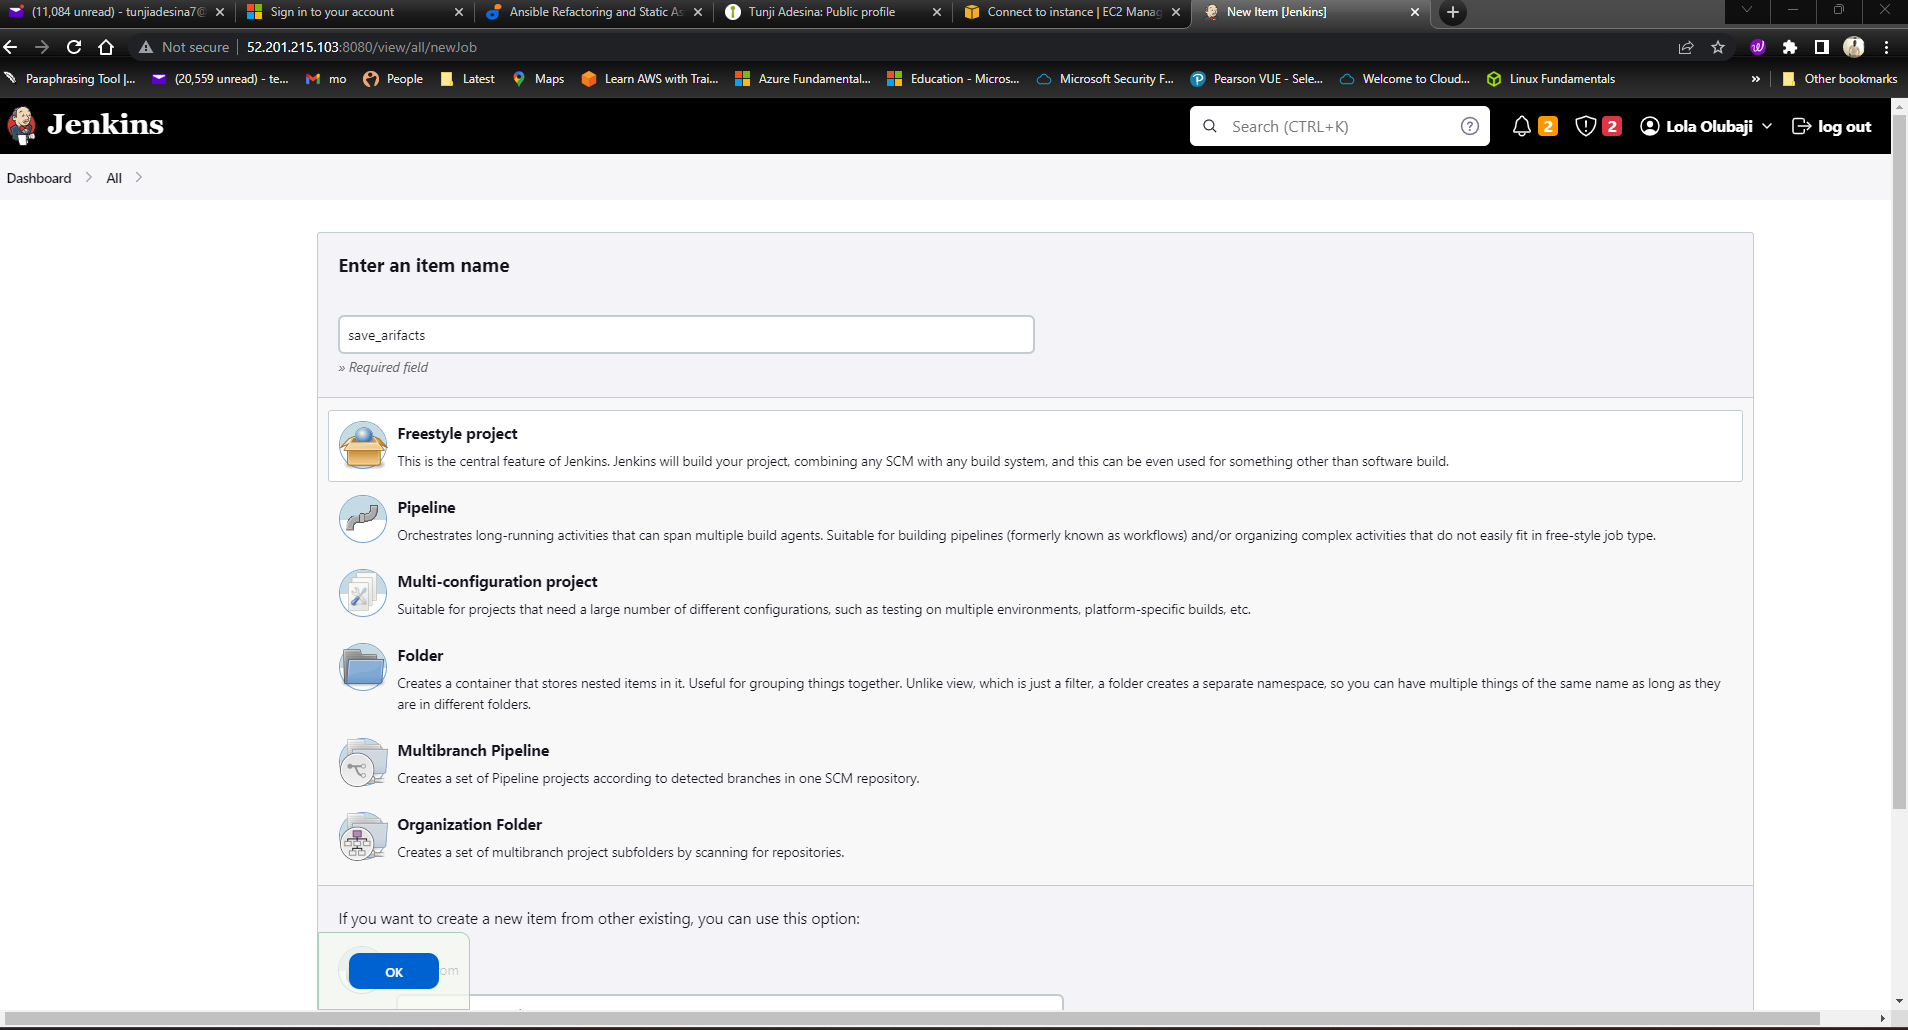 (11,084 unread) - tunjiadesina7@
Sign in to your account
Ansible Refactoring and Static As
Tunji Adesina: Public profile
Connect to instance | EC2 Manag
New Item [Jenkins]
Not secure 52.201.215.103:8080/view/all/newJob
Paraphrasing Tool |...
(20,559 unread) - te...
mo
People
Latest
Maps
Learn AWS with Trai...
Azure Fundamental...
Education - Micros...
Microsoft Security F...
Pearson VUE - Sele...
Welcome to Cloud...
Linux Fundamentals
»
Other bookmarks
Jenkins
Search (CTRL+K)
2
2
Lola Olubaji
log out
Dashboard
All
Enter an item name
save_arifacts
» Required field
Freestyle project
This is the central feature of Jenkins. Jenkins will build your project, combining any SCM with any build system, and this can be even used for something other than software build.
Pipeline
Orchestrates long-running activities that can span multiple build agents. Suitable for building pipelines (formerly known as workflows) and/or organizing complex activities that do not easily fit in free-style job type.
Multi-configuration project
Suitable for projects that need a large number of different configurations, such as testing on multiple environments, platform-specific builds, etc.
Folder
Creates a container that stores nested items in it. Useful for grouping things together. Unlike view, which is just a filter, a folder creates a separate namespace, so you can have multiple things of the same name as long as they
are in different folders.
Multibranch Pipeline
Creates a set of Pipeline projects according to detected branches in one SCM repository.
Organization Folder
Creates a set of multibranch project subfolders by scanning for repositories.
If you want to create a new item from other existing, you can use this option:
OK
om